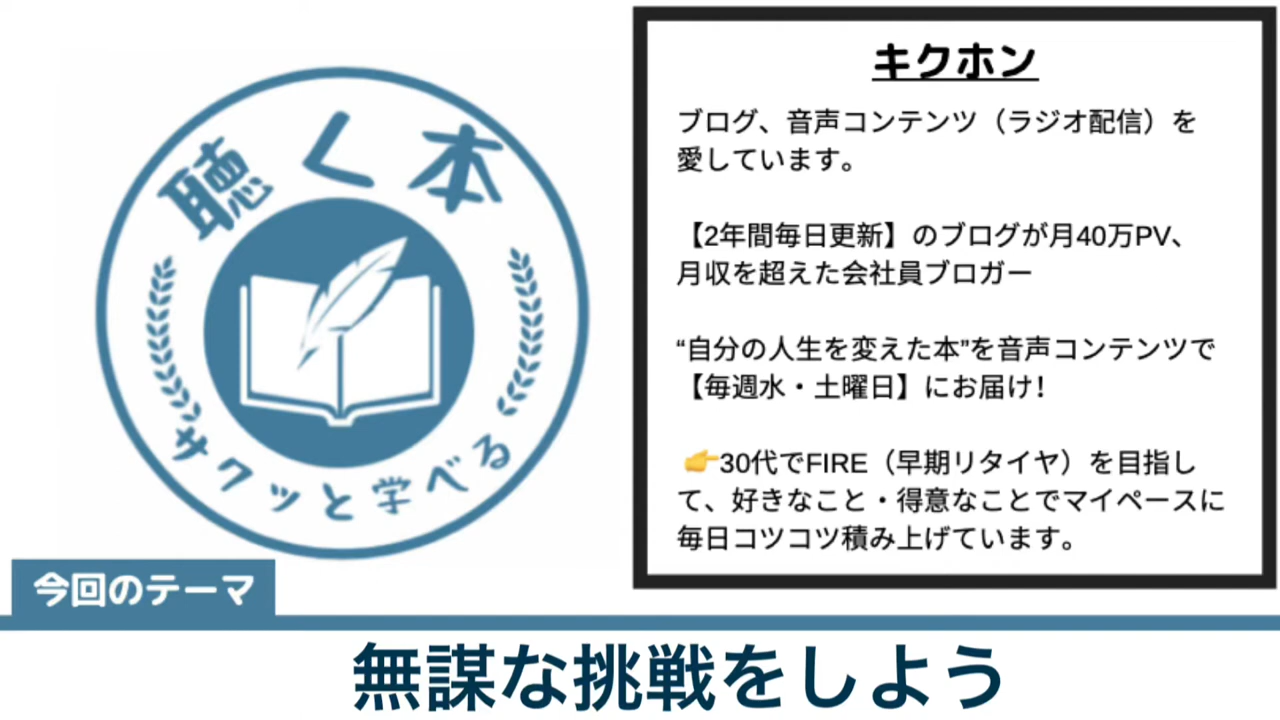 聴く本
サクッと学べる
キクホン
ブログ、音声コンテンツ（ラジオ配信）を
愛しています。
【2年間毎日更新】のブログが月40万PV、
月収を超えた会社員ブロガー
“自分の人生を変えた本”を音声コンテンツで
【毎週水・土曜日】にお届け！
👉30代でFIRE（早期リタイヤ）を目指し
て、好きなこと・得意なことでマイペースに
毎日コツコツ積み上げています。
今回のテーマ
無謀な挑戦をしよう